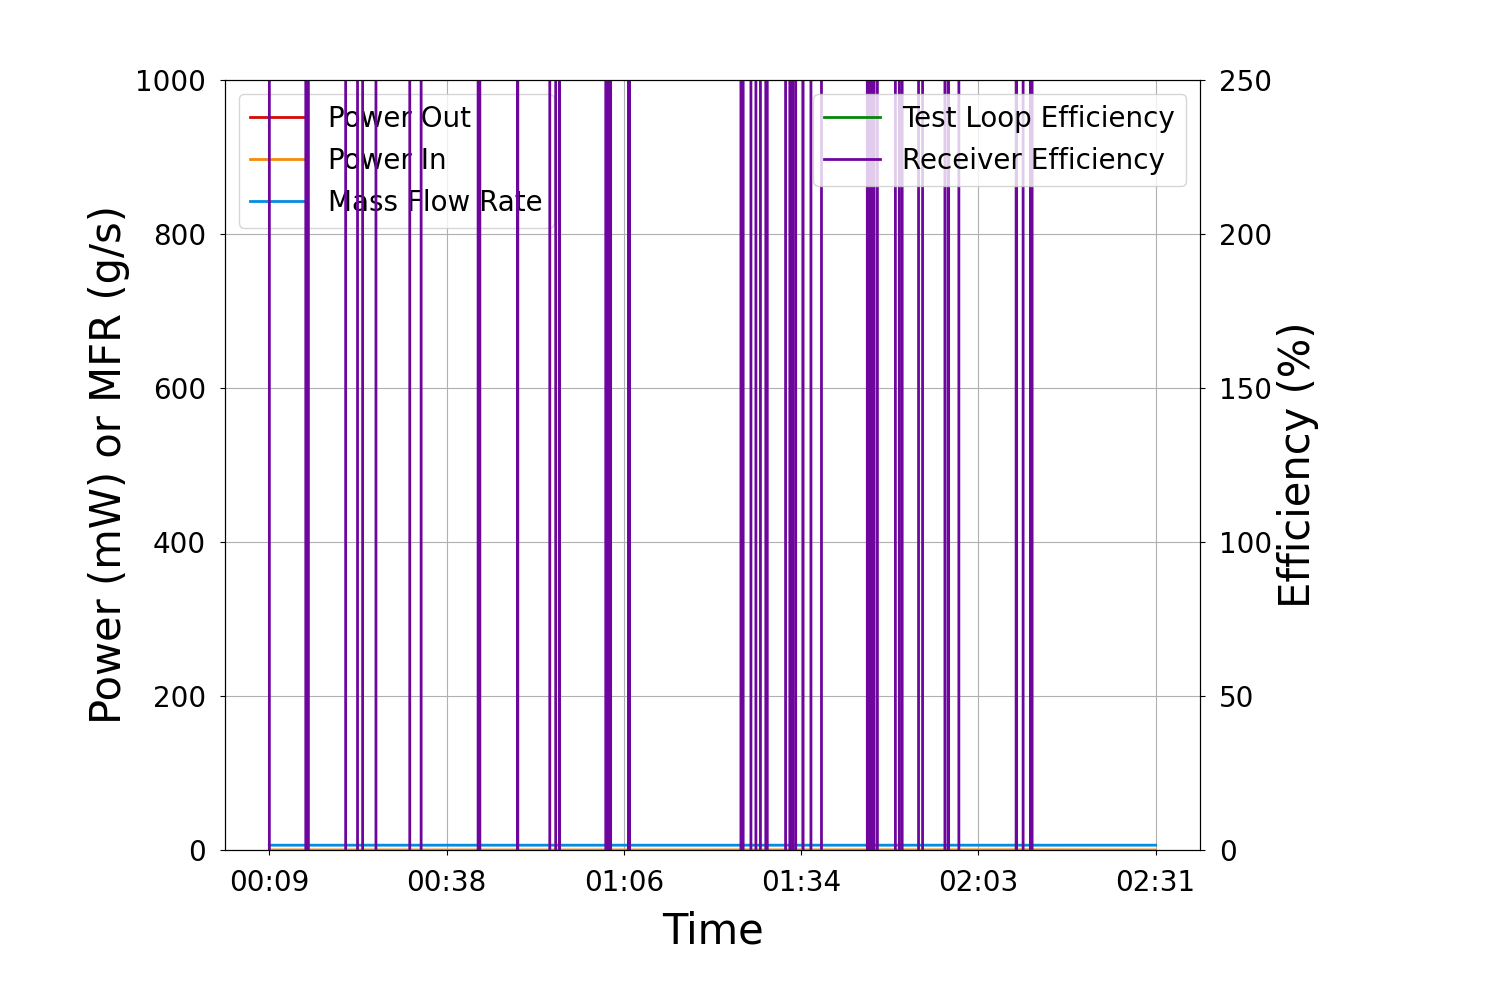 Power (mW) or MFR (g/s)
1000
800
600
400
200
0
Power Out
Power In
Mass Flow Rate
Test Loop Efficiency
Receiver Efficiency
250
200
150
100
50
0
Efficiency (%)
00:09 00:38 01:06 01:34 02:03 02:31
Time